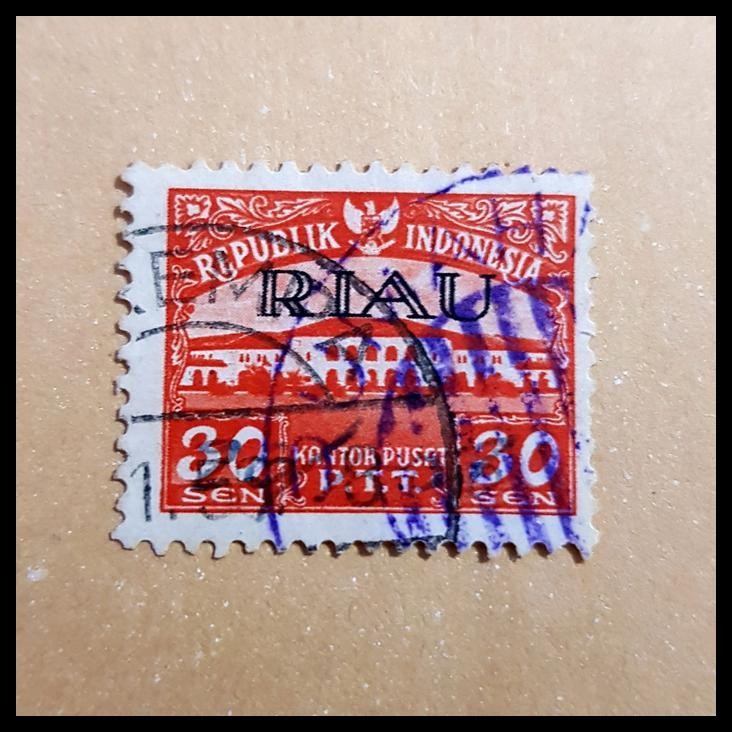 REPUBLIK INDONESIA
RIAU
30 30
KANTOR PUSAT
SEN P.T.T. SEN